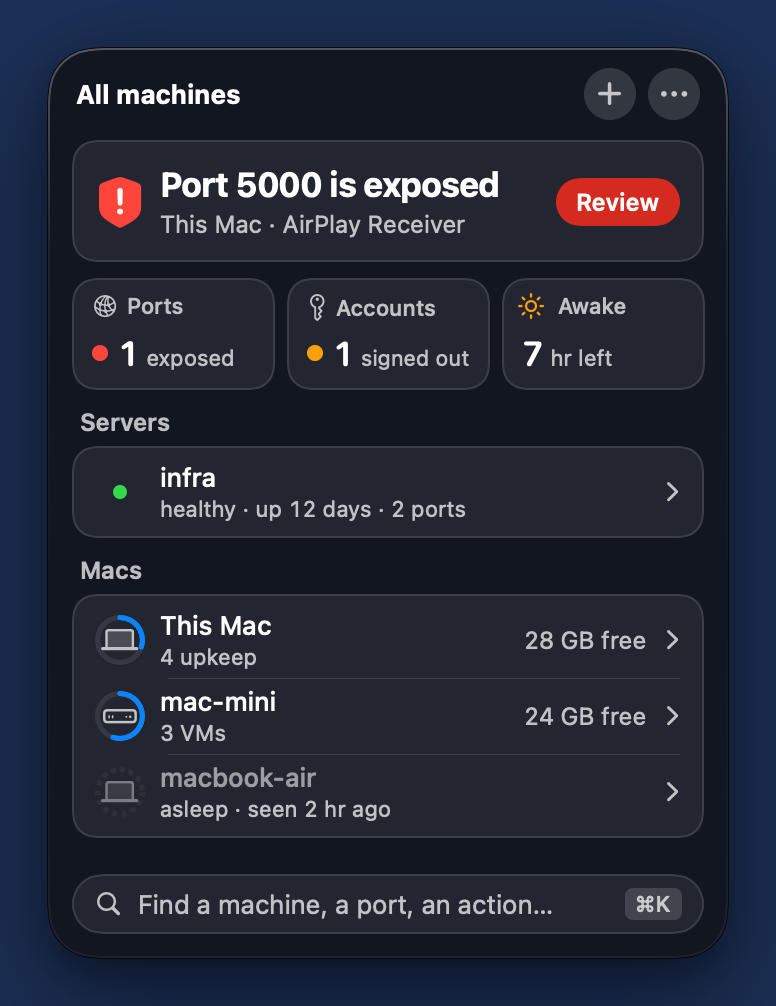 All machines
Port 5000 is exposed
This Mac · AirPlay Receiver
Review
Ports
1 exposed
Accounts
1 signed out
Awake
7 hr left
Servers
infra
healthy · up 12 days · 2 ports
Macs
This Mac
4 upkeep
28 GB free
mac-mini
3 VMs
24 GB free
macbook-air
asleep · seen 2 hr ago
Find a machine, a port, an action...
⌘K